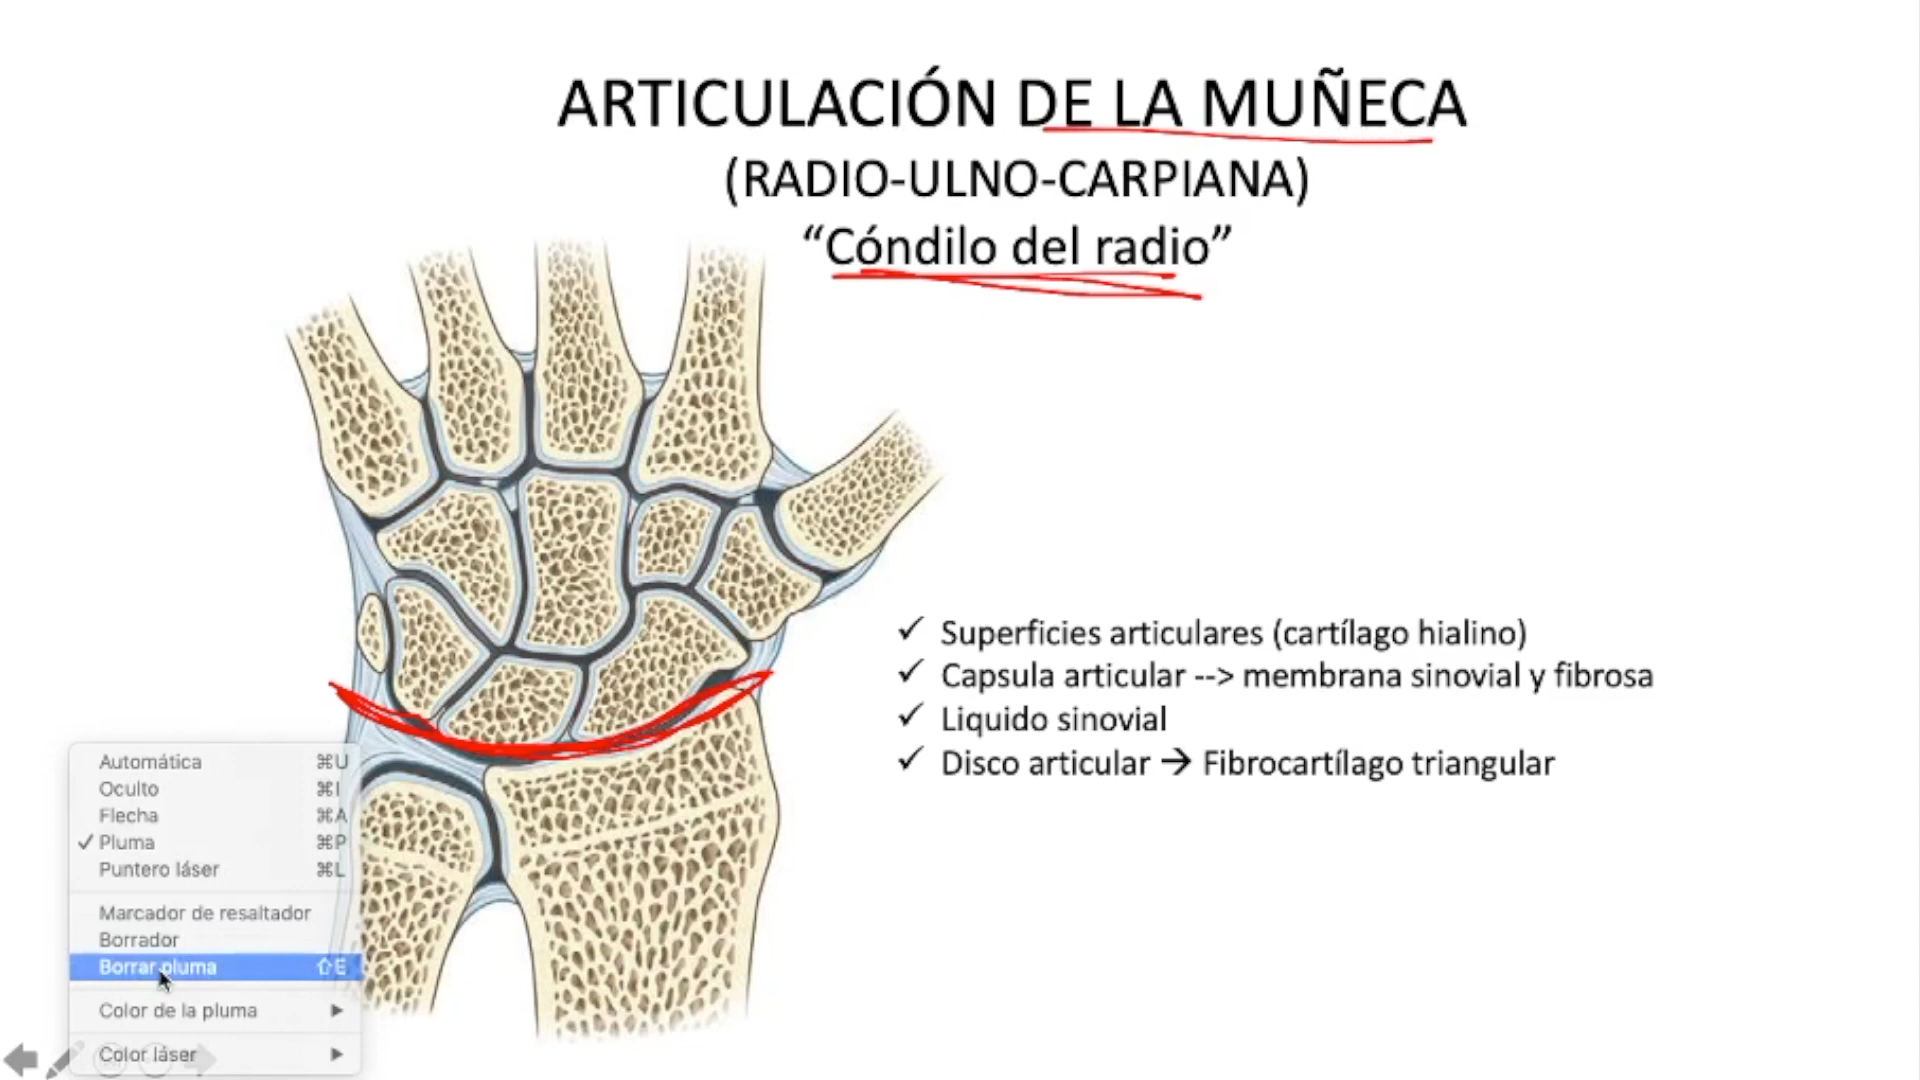 ARTICULACIÓN DE LA MUÑECA
(RADIO-ULNO-CARPIANA)
“Cóndilo del radio”
✓ Superficies articulares (cartílago hialino)
✓ Capsula articular --> membrana sinovial y fibrosa
✓ Liquido sinovial
✓ Disco articular → Fibrocartílago triangular
Automática ⌘U
Oculto ⌘I
Flecha ⌘A
✓ Pluma ⌘P
Puntero láser ⌘L
Marcador de resaltador
Borrador
Borrar pluma ⇧E
Color de la pluma ▶
Color láser ▶